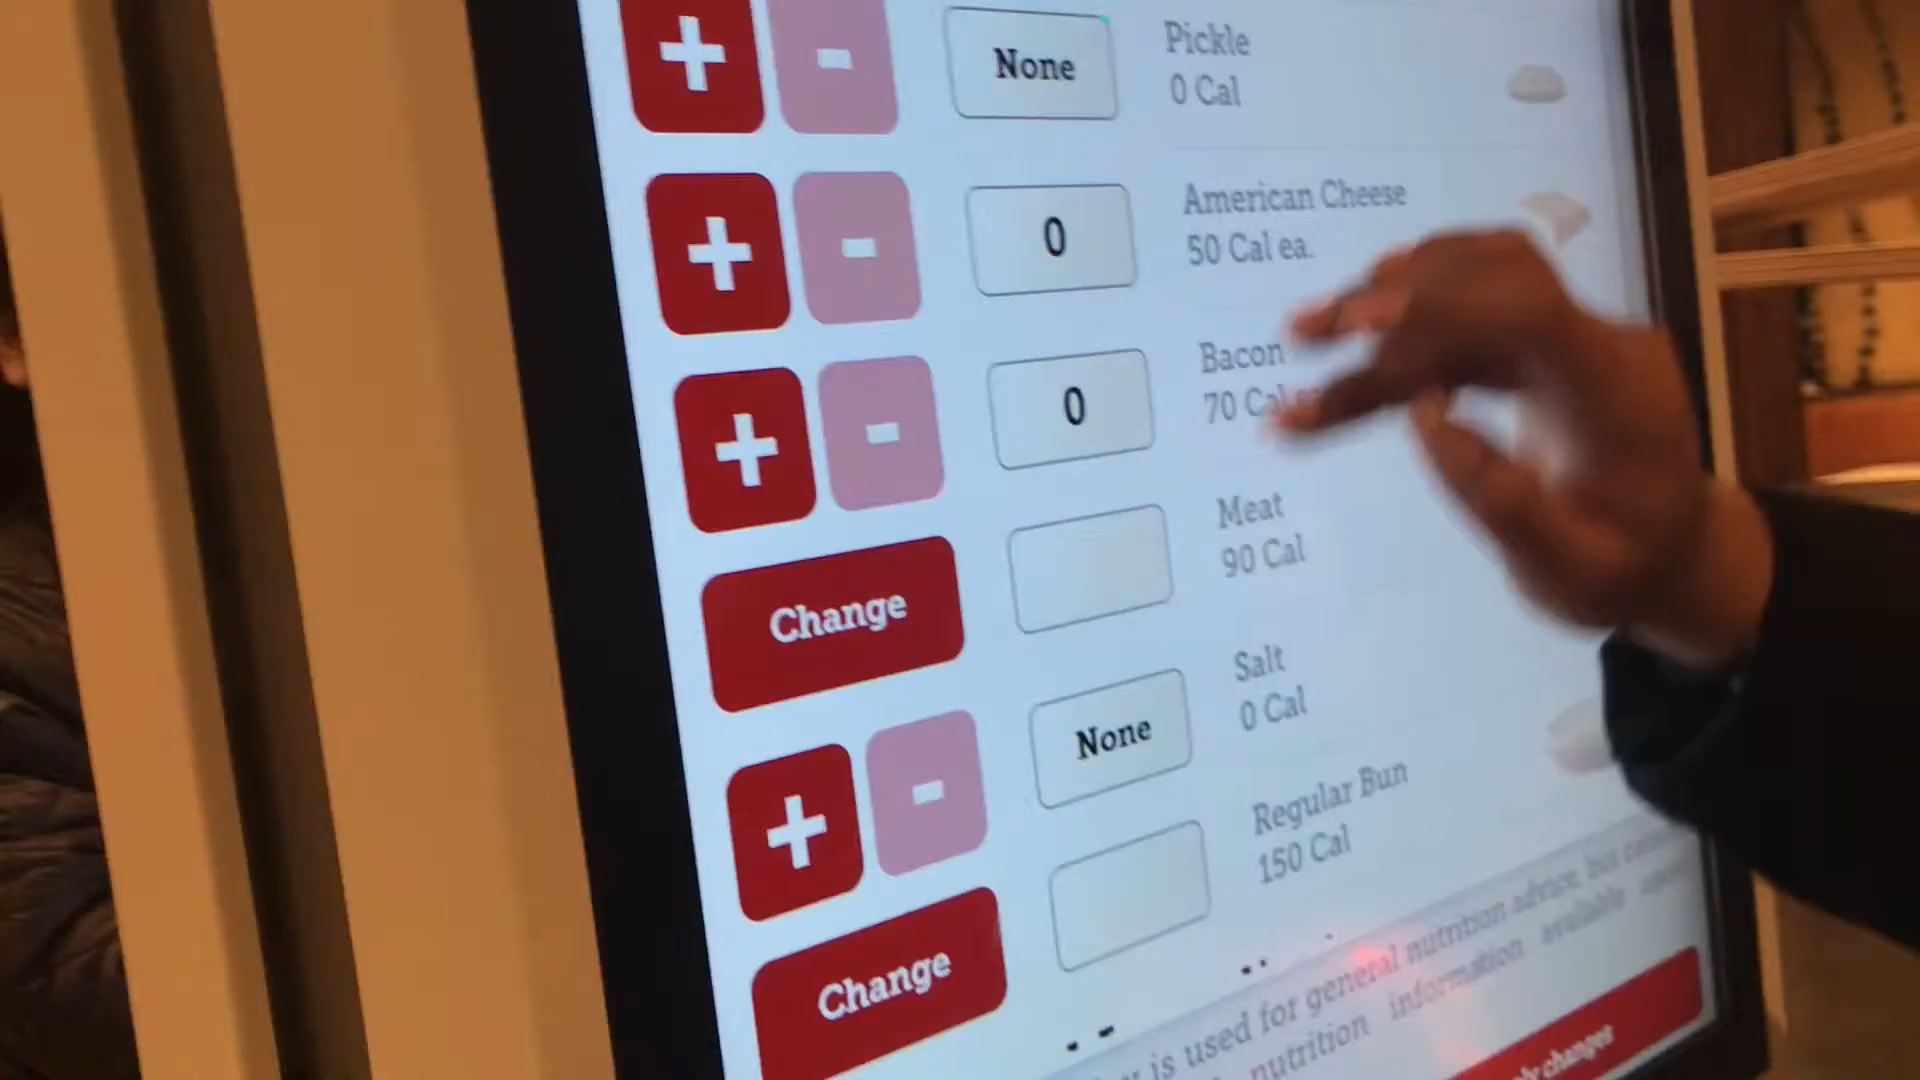 + - None Pickle
0 Cal
+ - 0 American Cheese
50 Cal ea.
+ - 0 Bacon
70 Cal
Change Meat
90 Cal
+ - None Salt
0 Cal
Change Regular Bun
150 Cal
is used for general nutrition advice, but
nutrition information available
changes